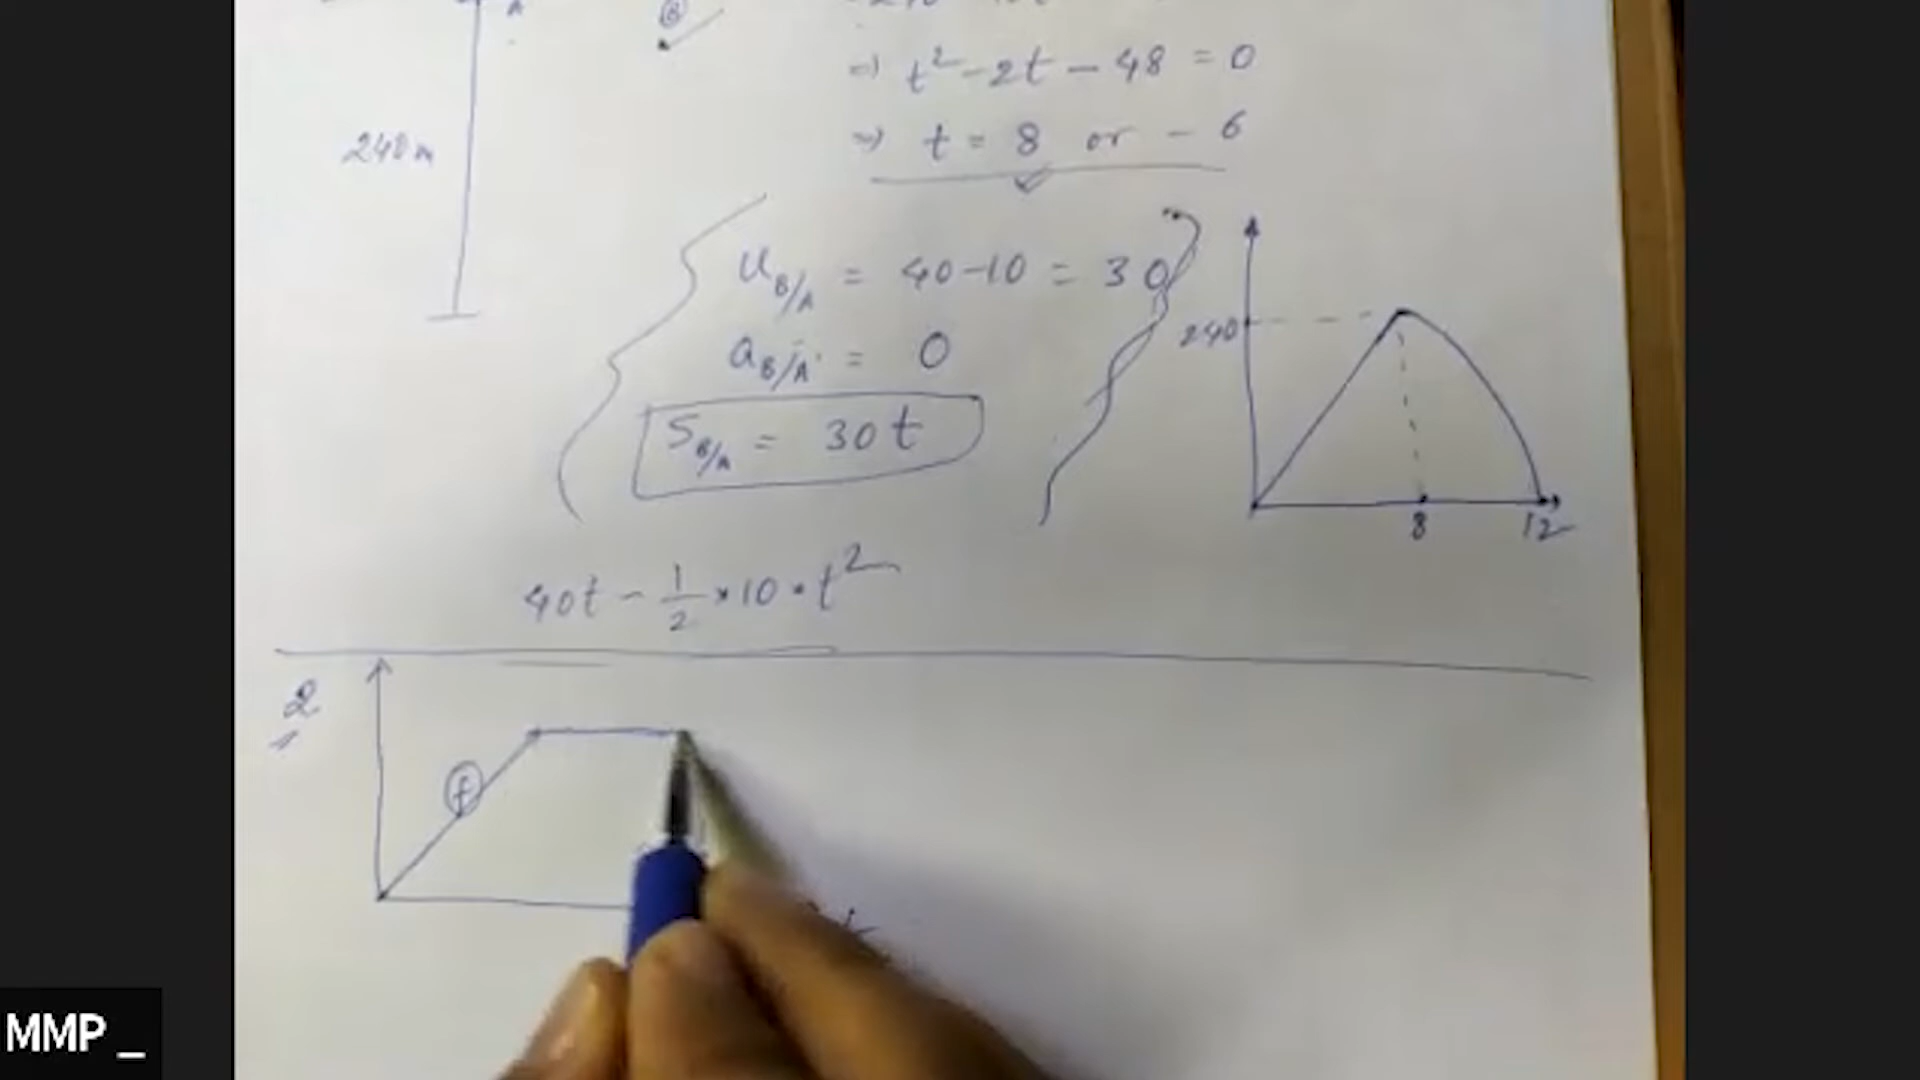 A
B
⇒ t² - 2t - 48 = 0
240m
⇒ t = 8 or - 6
u_B/A = 40-10 = 30
a_B/A = 0
S_B/A = 30t
240
8
12
40t - 1/2 × 10 · t²
2
f
t
MMP _